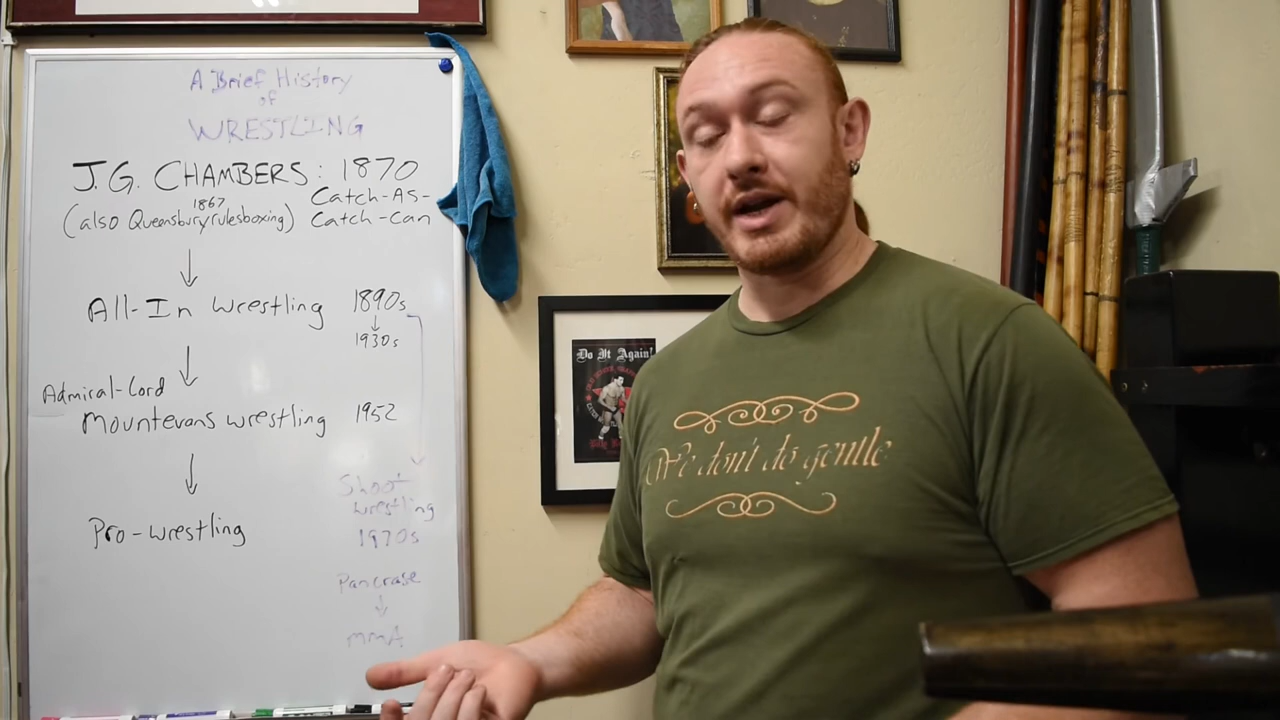 A Brief History
of
WRESTLING
J.G. CHAMBERS: 1870
Catch-As-
Catch-Can
1867
(also Queensbury rules boxing)
All-In wrestling 1890s
1930s
Admiral-Lord
Mountevans wrestling 1952
Shoot
wrestling
1970s
Pro-wrestling
Pancrase
mmA
Do It Again!
We don't do gentle